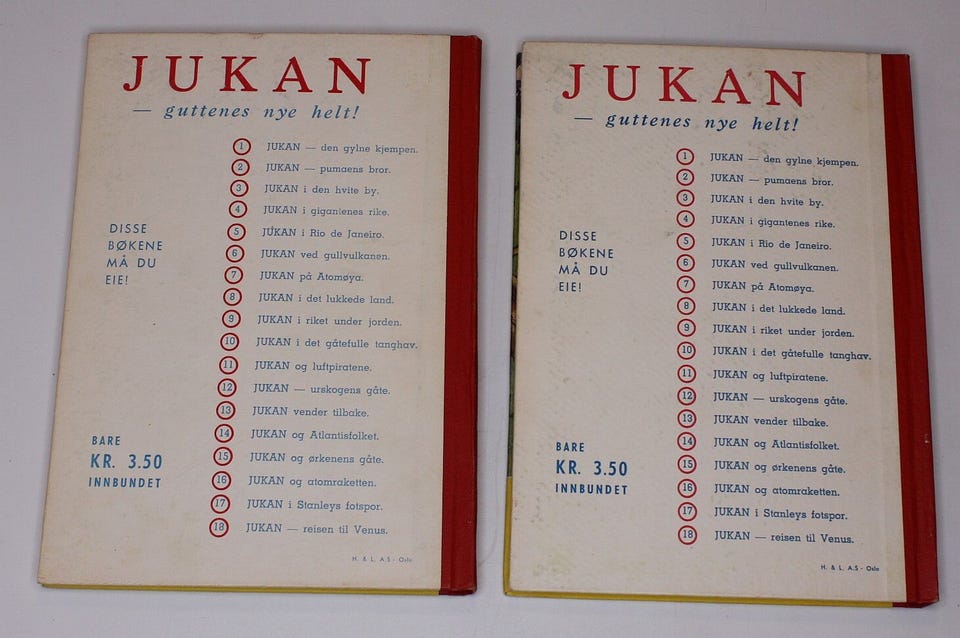 JUKAN
— guttenes nye helt!
1 JUKAN — den gylne kjempen.
2 JUKAN — pumaens bror.
3 JUKAN i den hvite by.
4 JUKAN i gigantenes rike.
5 JUKAN i Rio de Janeiro.
6 JUKAN ved gullvulkanen.
7 JUKAN på Atomøya.
8 JUKAN i det lukkede land.
9 JUKAN i riket under jorden.
10 JUKAN i det gåtefulle tanghav.
11 JUKAN og luftpiratene.
12 JUKAN — urskogens gåte.
13 JUKAN vender tilbake.
14 JUKAN og Atlantisfolket.
15 JUKAN og ørkenens gåte.
16 JUKAN og atomraketten.
17 JUKAN i Stanleys fotspor.
18 JUKAN — reisen til Venus.
DISSE
BØKENE
MÅ DU
EIE!
BARE
KR. 3.50
INNBUNDET
H. & L. A.S - Oslo
JUKAN
— guttenes nye helt!
1 JUKAN — den gylne kjempen.
2 JUKAN — pumaens bror.
3 JUKAN i den hvite by.
4 JUKAN i gigantenes rike.
5 JUKAN i Rio de Janeiro.
6 JUKAN ved gullvulkanen.
7 JUKAN på Atomøya.
8 JUKAN i det lukkede land.
9 JUKAN i riket under jorden.
10 JUKAN i det gåtefulle tanghav.
11 JUKAN og luftpiratene.
12 JUKAN — urskogens gåte.
13 JUKAN vender tilbake.
14 JUKAN og Atlantisfolket.
15 JUKAN og ørkenens gåte.
16 JUKAN og atomraketten.
17 JUKAN i Stanleys fotspor.
18 JUKAN — reisen til Venus.
DISSE
BØKENE
MÅ DU
EIE!
BARE
KR. 3.50
INNBUNDET
H. & L. A.S - Oslo